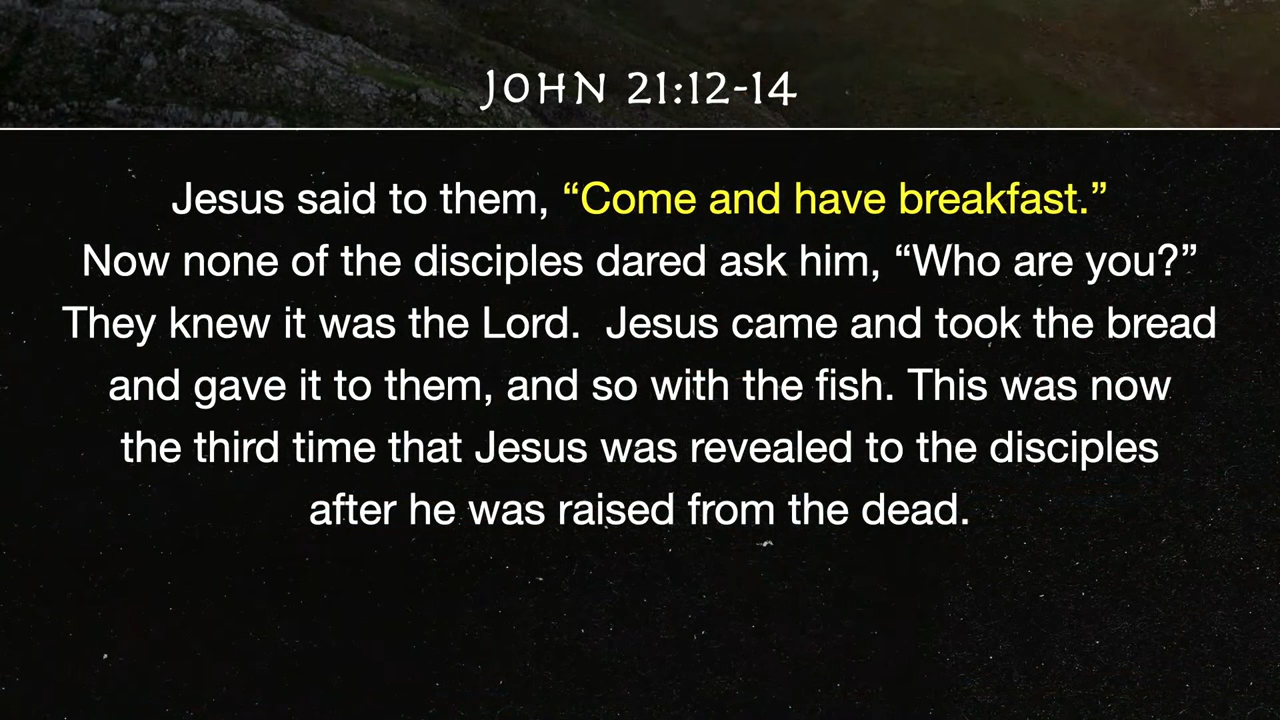 JOHN 21:12-14
Jesus said to them, “Come and have breakfast.”
Now none of the disciples dared ask him, “Who are you?”
They knew it was the Lord.  Jesus came and took the bread
and gave it to them, and so with the fish. This was now
the third time that Jesus was revealed to the disciples
after he was raised from the dead.